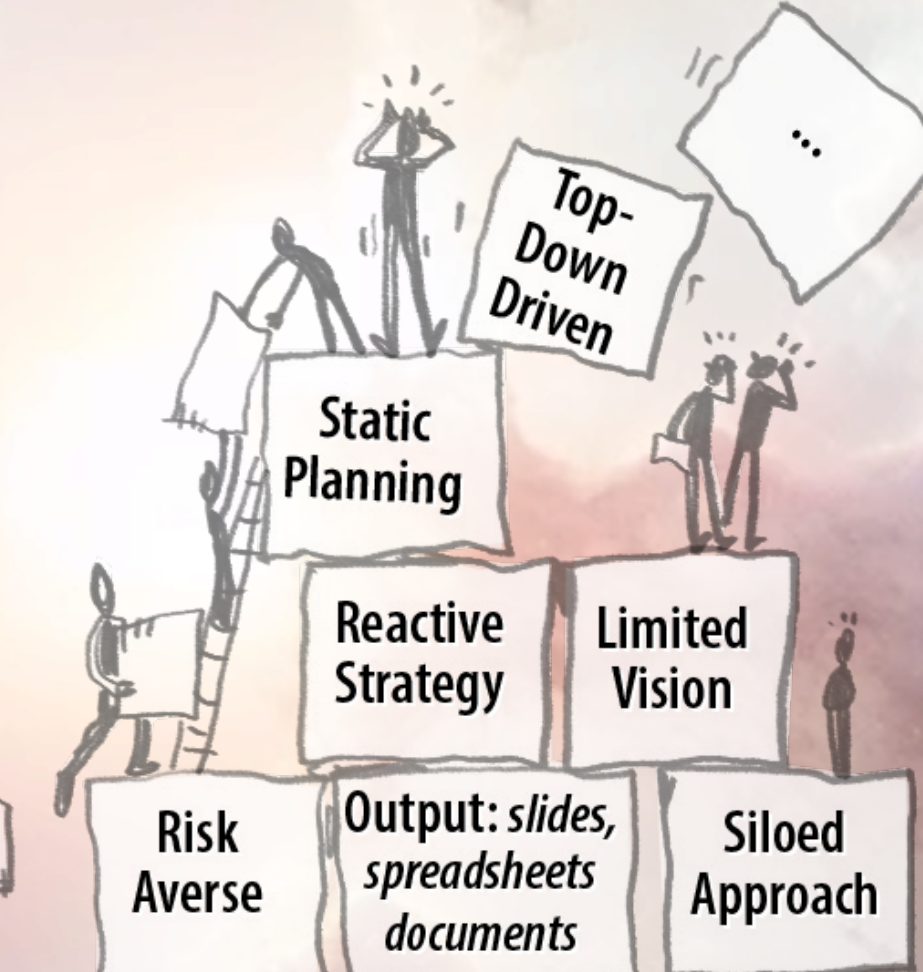 ...
Top-
Down
Driven
Static
Planning
Reactive
Strategy
Limited
Vision
Risk
Averse
Output: slides,
spreadsheets
documents
Siloed
Approach